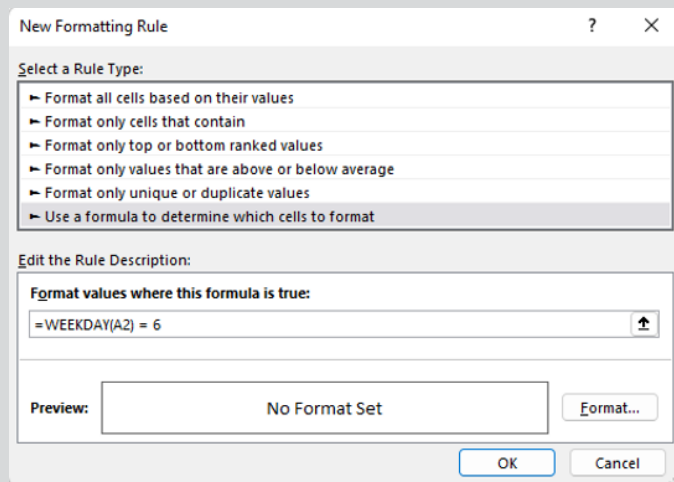 New Formatting Rule ?
Select a Rule Type:
► Format all cells based on their values
► Format only cells that contain
► Format only top or bottom ranked values
► Format only values that are above or below average
► Format only unique or duplicate values
► Use a formula to determine which cells to format
Edit the Rule Description:
Format values where this formula is true:
=WEEKDAY(A2) = 6
Preview: No Format Set Format...
OK Cancel